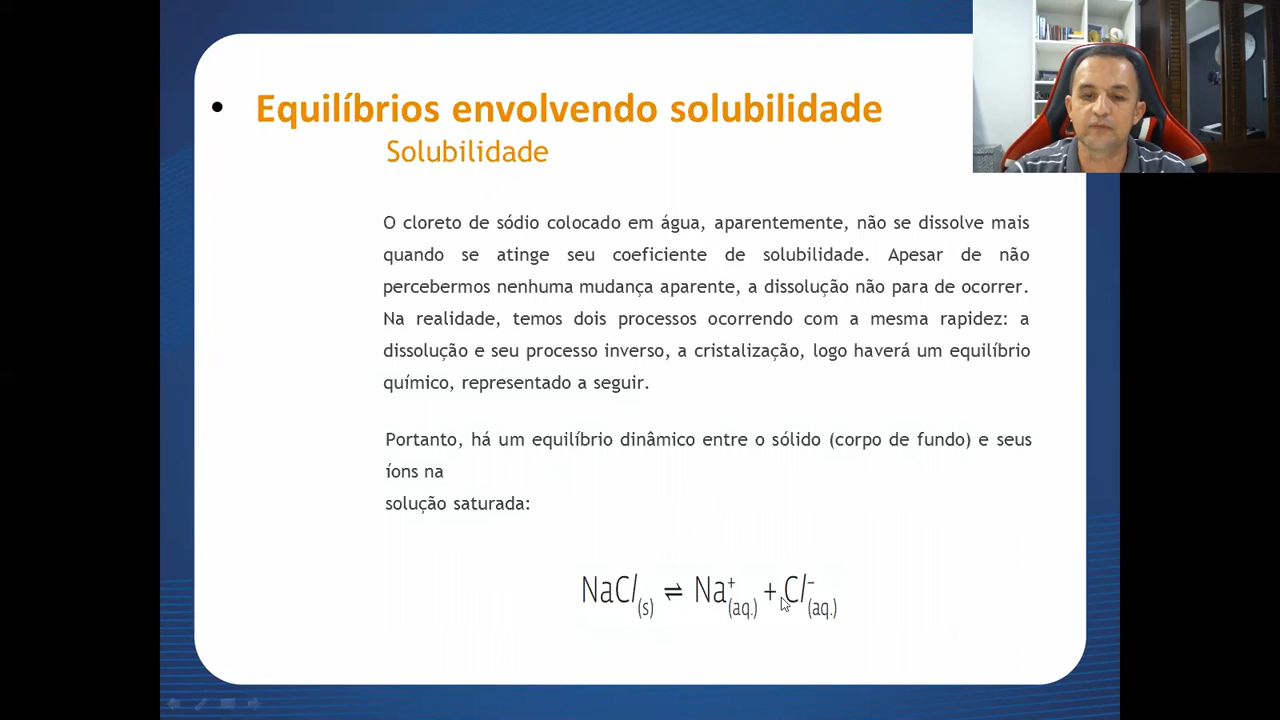 • Equilíbrios envolvendo solubilidade
Solubilidade
O cloreto de sódio colocado em água, aparentemente, não se dissolve mais
quando se atinge seu coeficiente de solubilidade. Apesar de não
percebermos nenhuma mudança aparente, a dissolução não para de ocorrer.
Na realidade, temos dois processos ocorrendo com a mesma rapidez: a
dissolução e seu processo inverso, a cristalização, logo haverá um equilíbrio
químico, representado a seguir.
Portanto, há um equilíbrio dinâmico entre o sólido (corpo de fundo) e seus
íons na
solução saturada:
NaCl(s) ⇌ Na+(aq.) + Cl−(aq.)